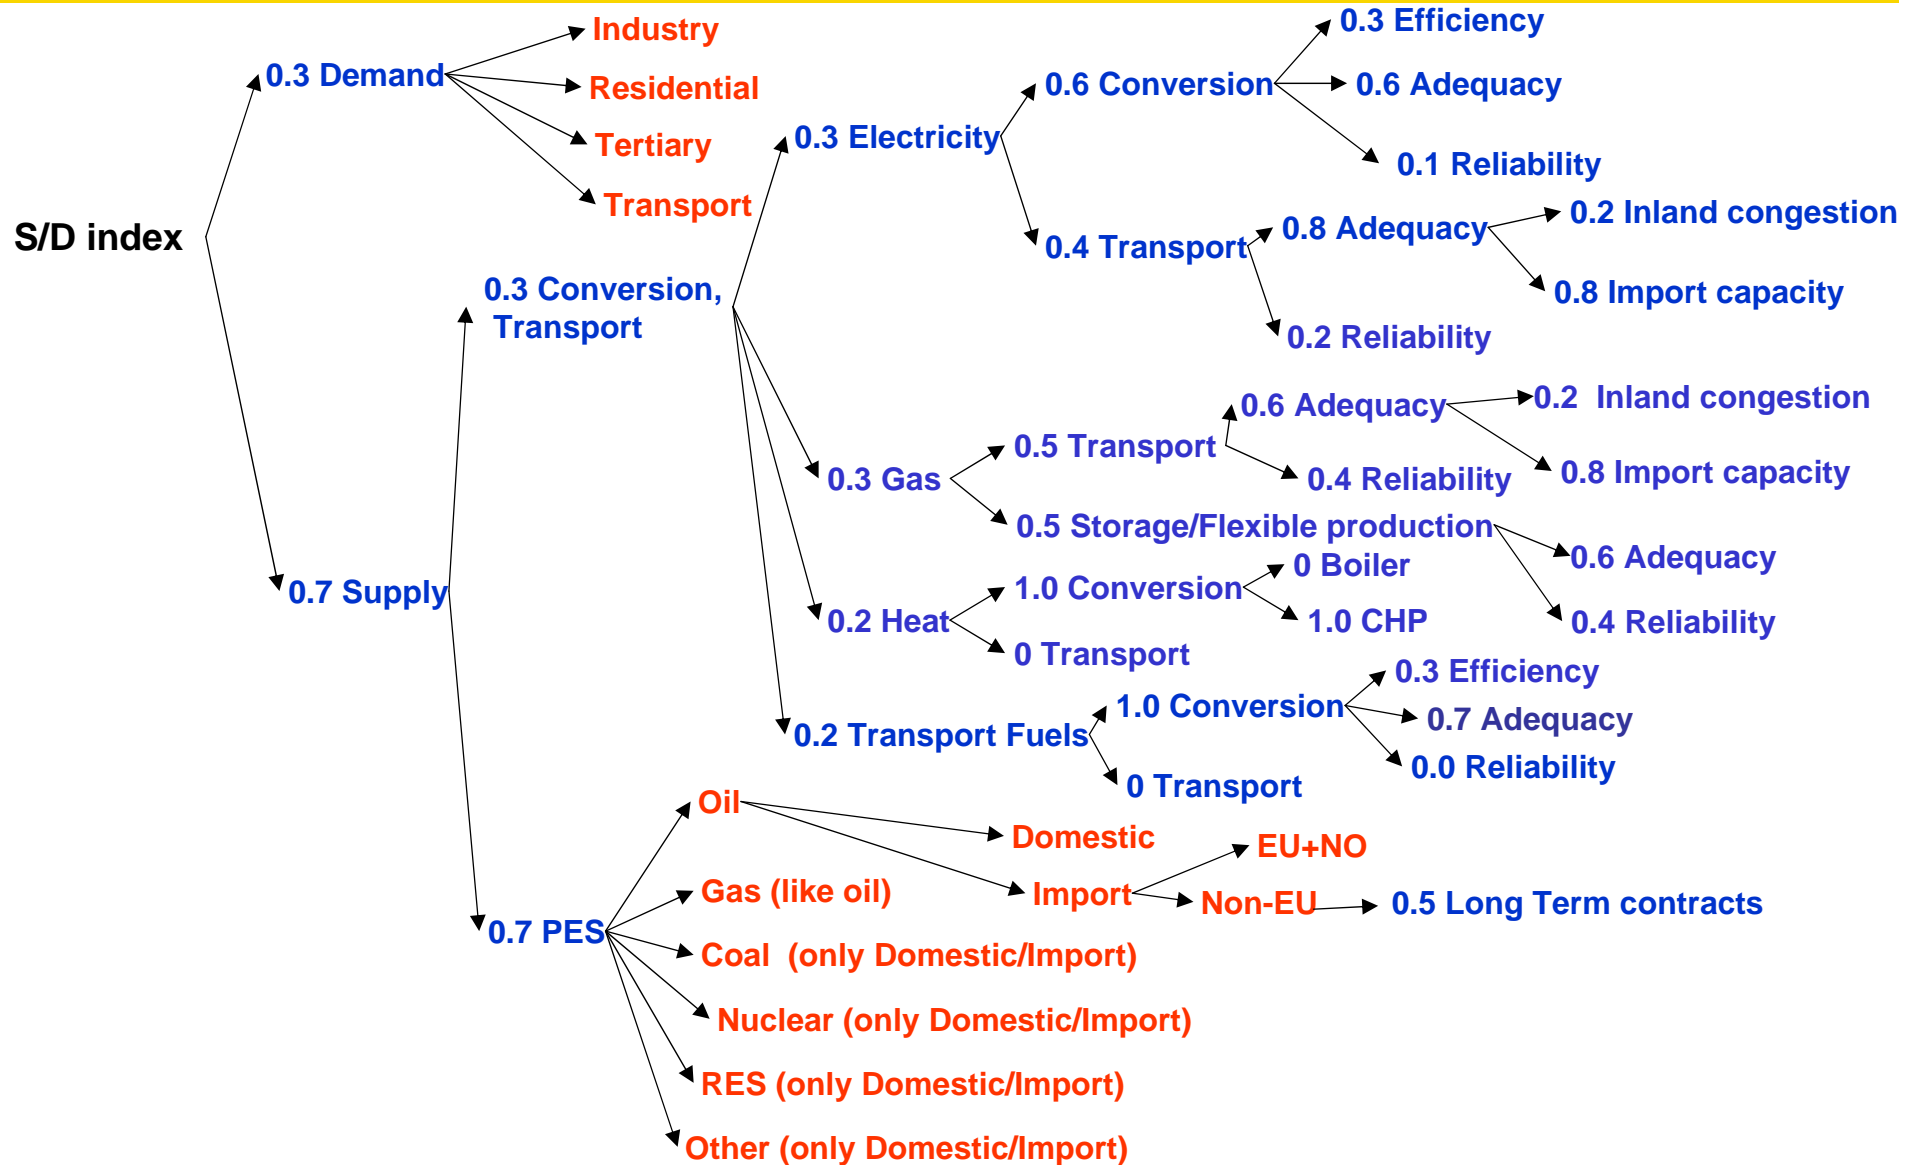 Industry
0.3 Efficiency
0.3 Demand
Residential
0.6 Conversion
0.6 Adequacy
Tertiary
0.3 Electricity
0.1 Reliability
Transport
S/D index
0.4 Transport
0.8 Adequacy
0.2 Inland congestion
0.3 Conversion,
Transport
0.8 Import capacity
0.2 Reliability
0.6 Adequacy
0.2 Inland congestion
0.5 Transport
0.3 Gas
0.4 Reliability
0.8 Import capacity
0.5 Storage/Flexible production
0.6 Adequacy
0 Boiler
0.7 Supply
1.0 Conversion
0.2 Heat
1.0 CHP
0.4 Reliability
0 Transport
0.3 Efficiency
1.0 Conversion
0.7 Adequacy
0.2 Transport Fuels
0.0 Reliability
0 Transport
Oil
Domestic
EU+NO
Gas (like oil)
Import
Non-EU
0.5 Long Term contracts
0.7 PES
Coal (only Domestic/Import)
Nuclear (only Domestic/Import)
RES (only Domestic/Import)
Other (only Domestic/Import)